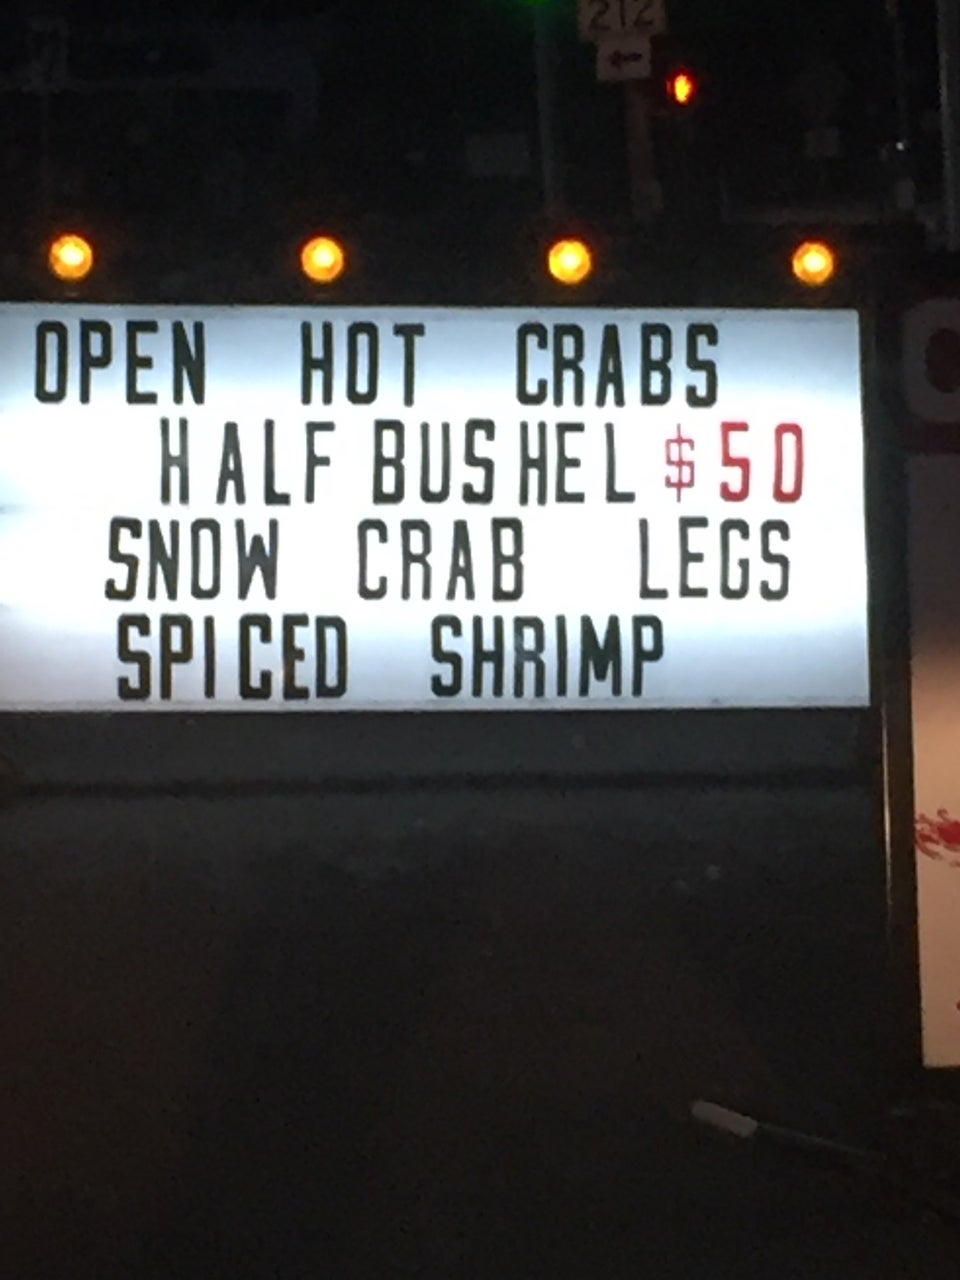 212
OPEN HOT CRABS
HALF BUSHEL $50
SNOW CRAB LEGS
SPICED SHRIMP